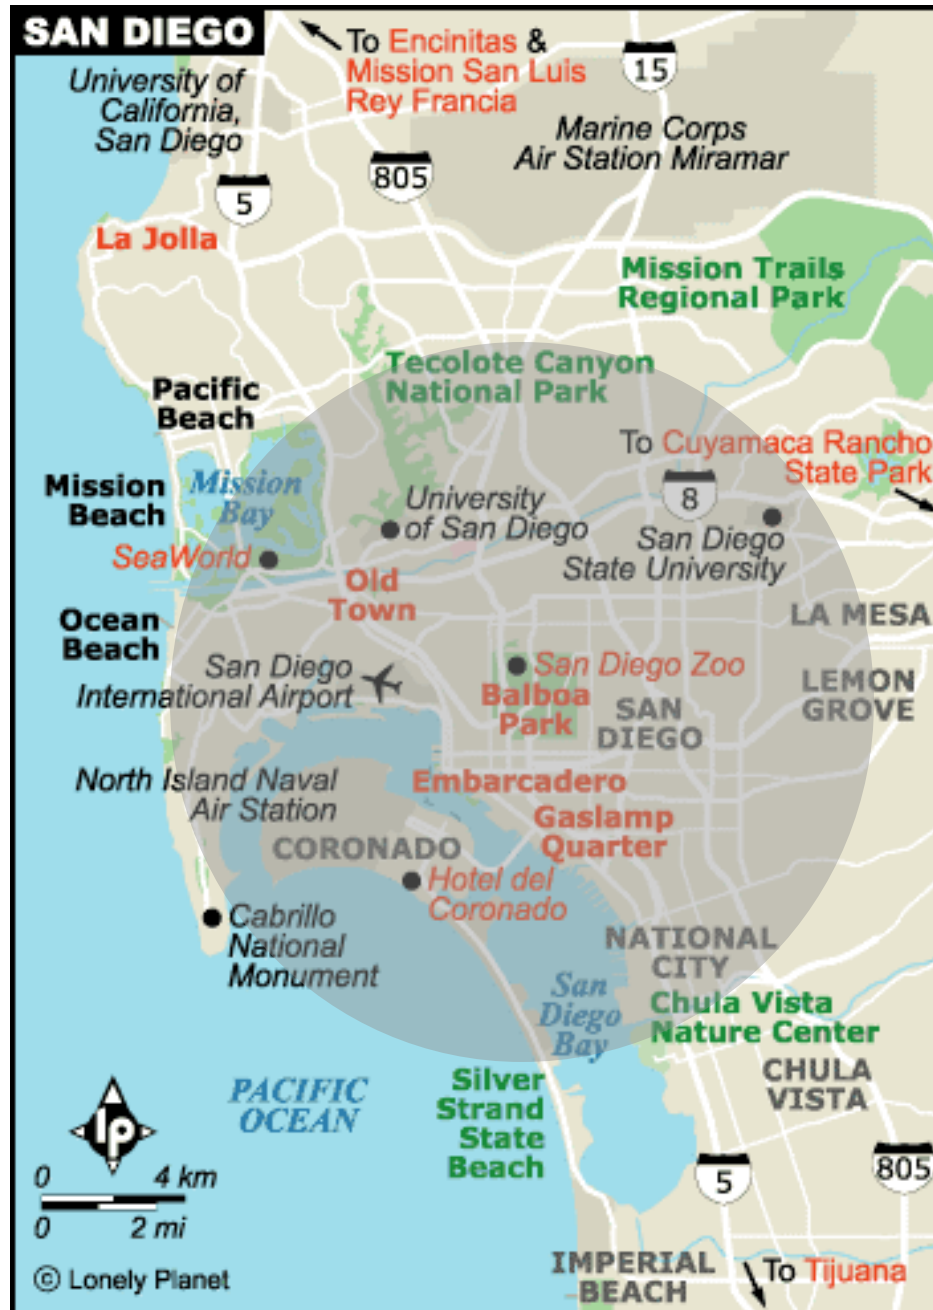 SAN DIEGO
To Encinitas &
Mission San Luis
Rey Francia
15
University of
California,
San Diego
Marine Corps
Air Station Miramar
805
5
La Jolla
Mission Trails
Regional Park
Tecolote Canyon
National Park
Pacific
Beach
To Cuyamaca Rancho
State Park
Mission
Beach
Mission
Bay
8
University
of San Diego
San Diego
State University
SeaWorld
Old
Town
Ocean
Beach
LA MESA
San Diego
International Airport
San Diego Zoo
Balboa
Park
SAN
DIEGO
LEMON
GROVE
North Island Naval
Air Station
Embarcadero
Gaslamp
Quarter
CORONADO
Hotel del
Coronado
Cabrillo
National
Monument
NATIONAL
CITY
San
Diego
Bay
Chula Vista
Nature Center
CHULA
VISTA
PACIFIC
OCEAN
Silver
Strand
State
Beach
lp
0 4 km
0 2 mi
5
805
© Lonely Planet
IMPERIAL
BEACH
To Tijuana